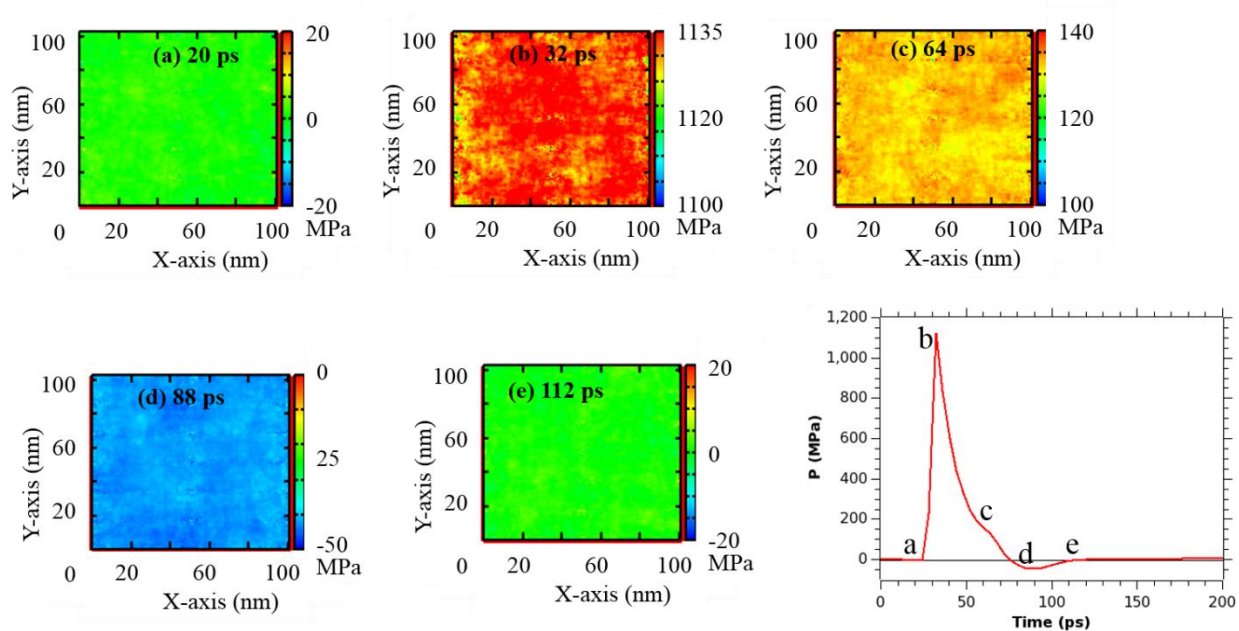 (a) 20 ps
Y-axis (nm)
100
60
20
0
20
60
100
X-axis (nm)
20
0
-20
MPa
(b) 32 ps
Y-axis (nm)
100
60
20
0
20
60
100
X-axis (nm)
1135
1120
1100
MPa
(c) 64 ps
Y-axis (nm)
100
60
20
0
20
60
100
X-axis (nm)
140
120
100
MPa
(d) 88 ps
Y-axis (nm)
100
60
20
0
20
60
100
X-axis (nm)
0
25
-50
MPa
(e) 112 ps
Y-axis (nm)
100
60
20
0
20
60
100
X-axis (nm)
20
0
-20
MPa
P (MPa)
1,200
1,000
800
600
400
200
0
a
b
c
d
e
0
50
100
150
200
Time (ps)